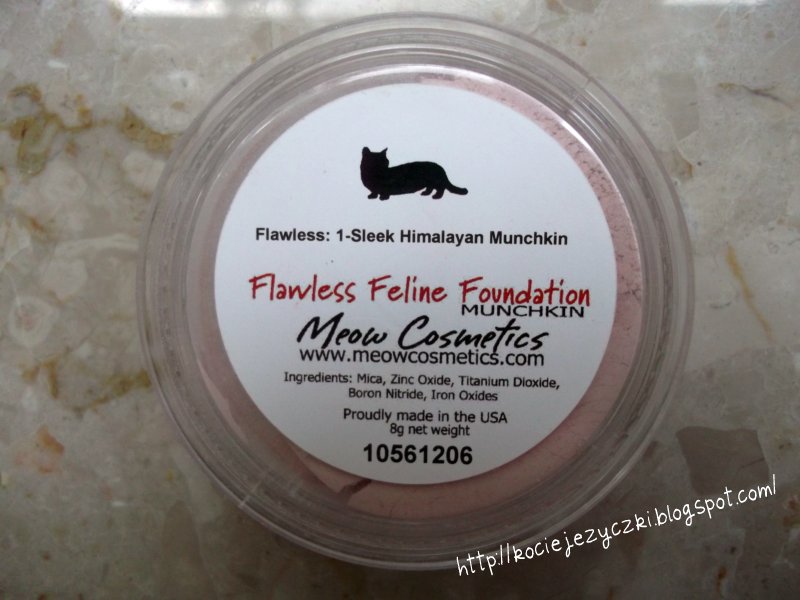 Flawless: 1-Sleek Himalayan Munchkin
Flawless Feline Foundation
MUNCHKIN
Meow Cosmetics
www.meowcosmetics.com
Ingredients: Mica, Zinc Oxide, Titanium Dioxide,
Boron Nitride, Iron Oxides
Proudly made in the USA
8g net weight
10561206
http://kociejezyczki.blogspot.com/